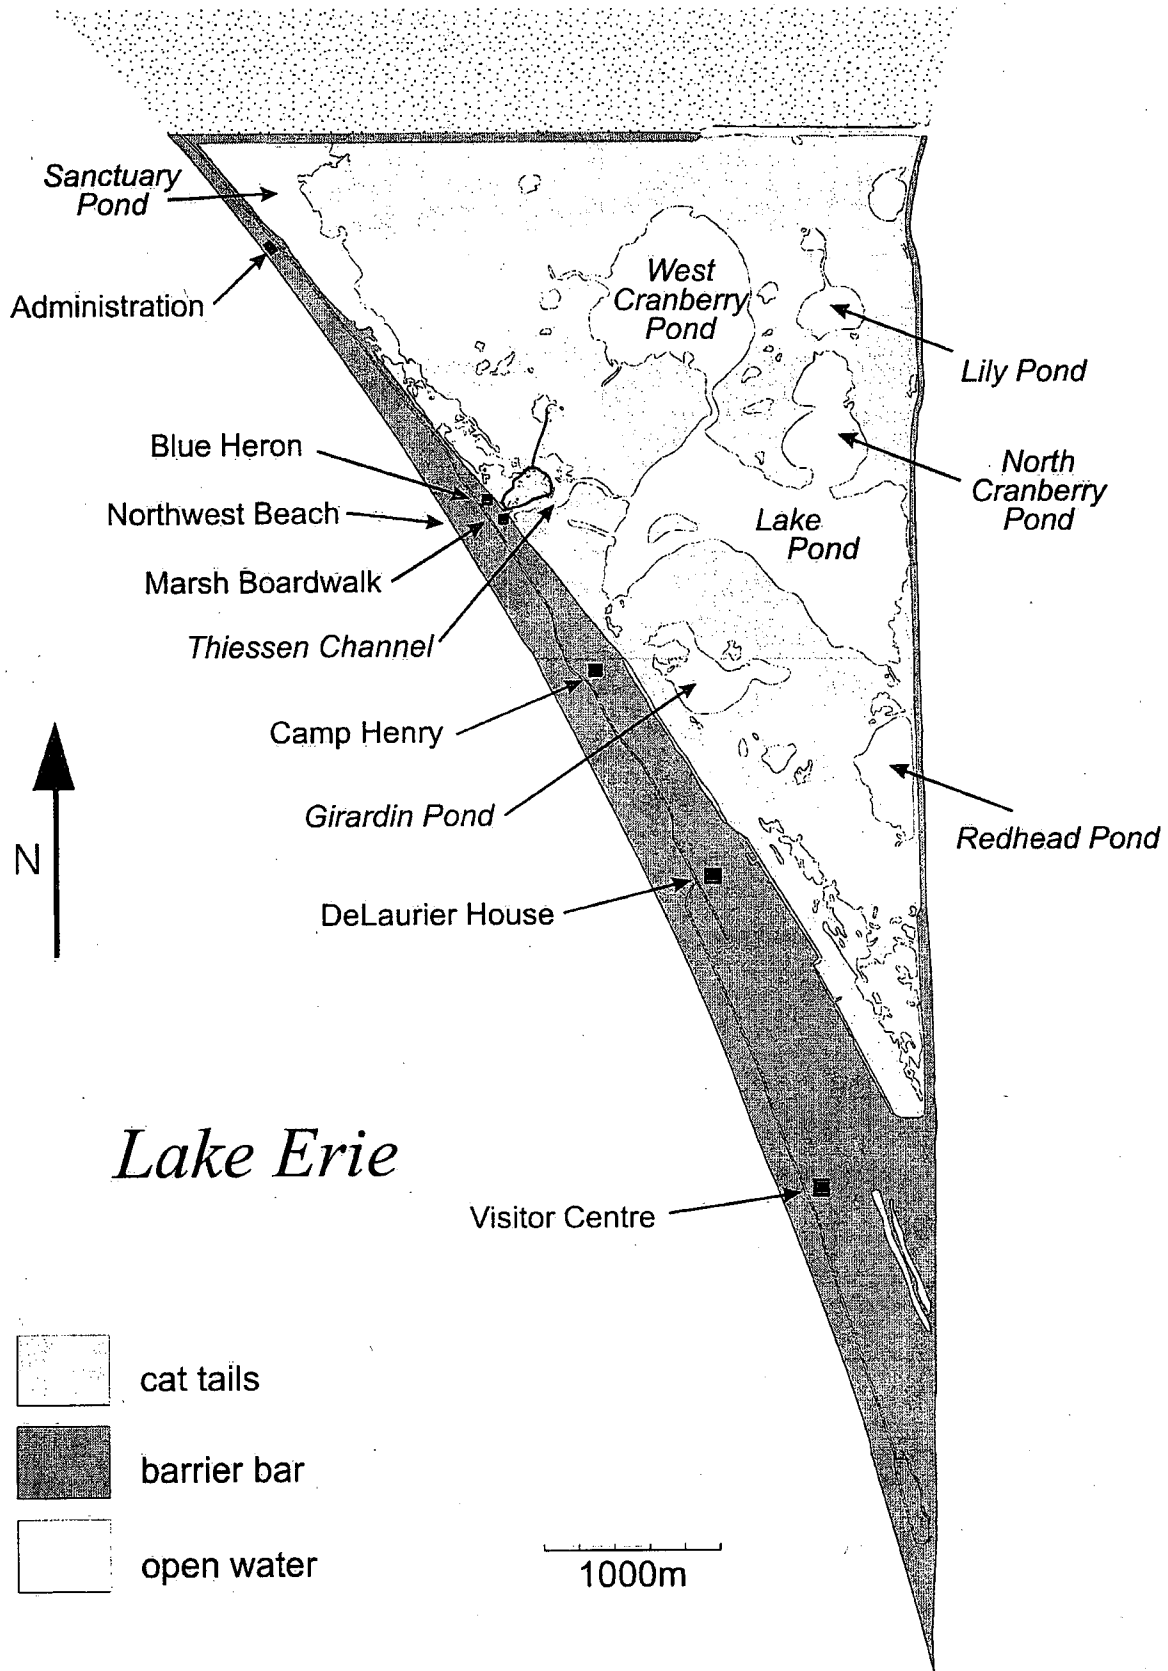 Sanctuary
Pond
Administration
West
Cranberry
Pond
Lily Pond
Blue Heron
North
Cranberry
Pond
Northwest Beach
Lake
Pond
Marsh Boardwalk
Thiessen Channel
Camp Henry
Girardin Pond
Redhead Pond
N
DeLaurier House
Lake Erie
Visitor Centre
cat tails
barrier bar
open water
1000m